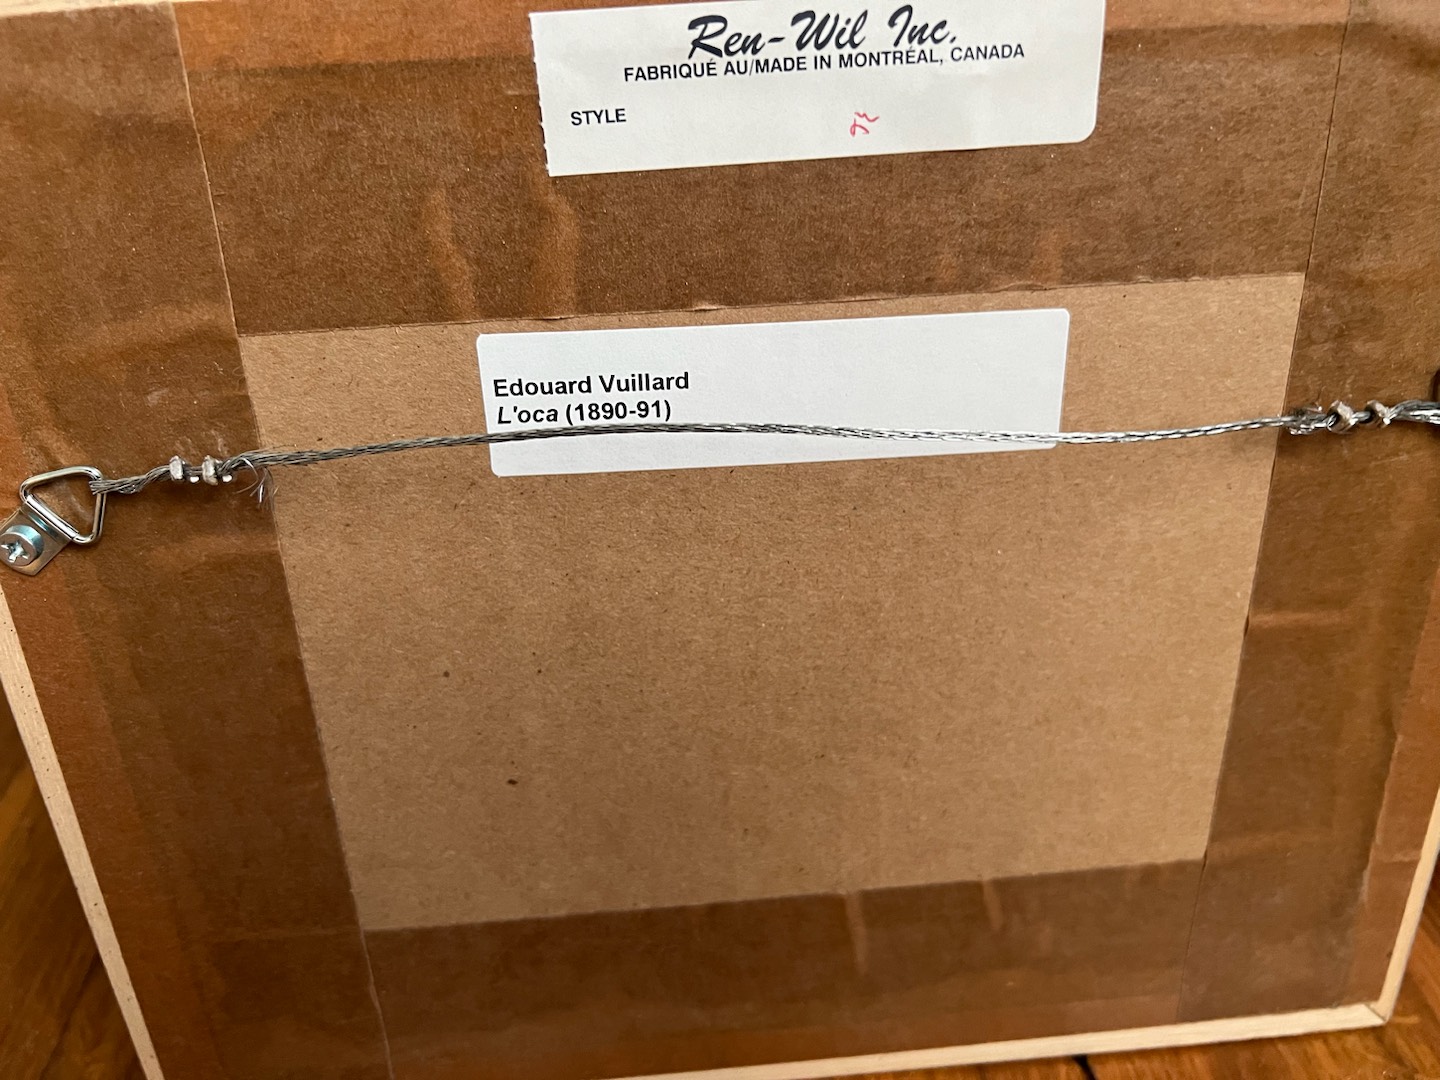 Ren-Wil Inc.
FABRIQUÉ AU/MADE IN MONTRÉAL, CANADA
STYLE
Edouard Vuillard
L'oca (1890-91)